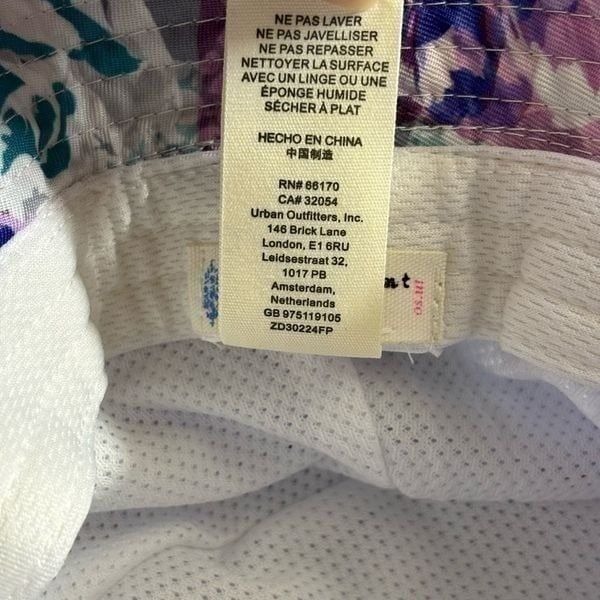 NE PAS LAVER
NE PAS JAVELLISER
NE PAS REPASSER
NETTOYER LA SURFACE
AVEC UN LINGE OU UNE
ÉPONGE HUMIDE
SÉCHER À PLAT
HECHO EN CHINA
中国制造
RN# 66170
CA# 32054
Urban Outfitters, Inc.
146 Brick Lane
London, E1 6RU
Leidsestraat 32,
1017 PB
Amsterdam,
Netherlands
GB 975119105
ZD30224FP